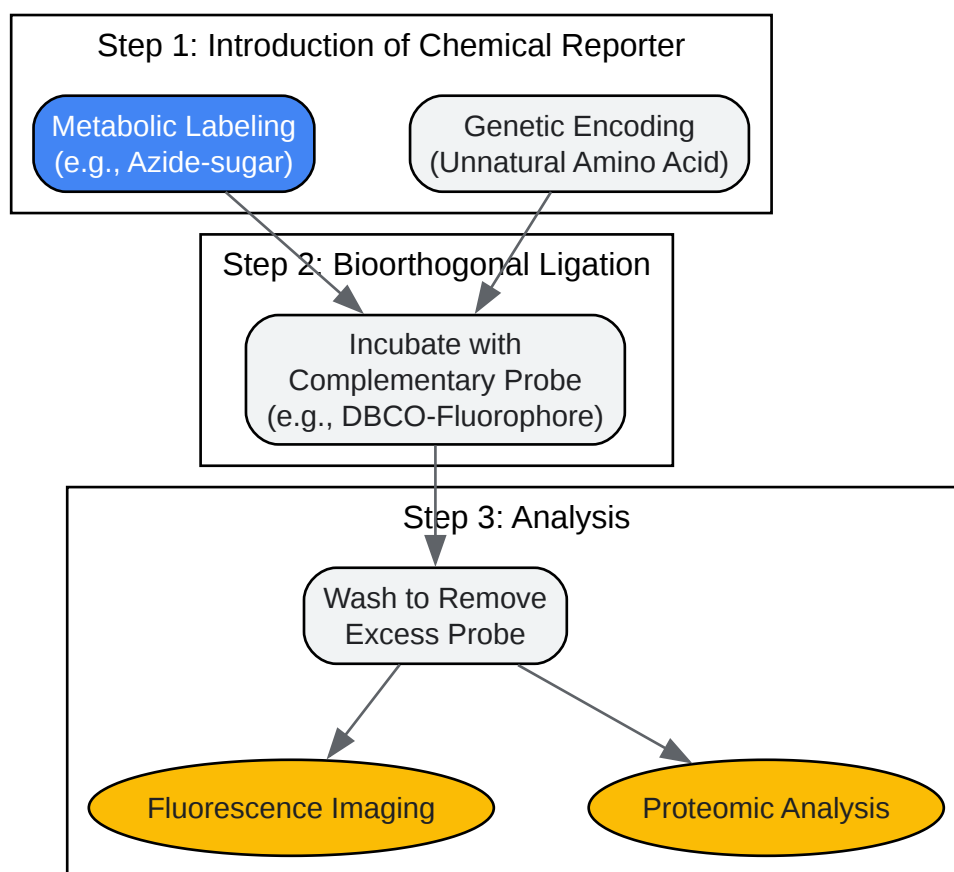 Step 1: Introduction of Chemical Reporter
Metabolic Labeling
(e.g., Azide-sugar)
Genetic Encoding
(Unnatural Amino Acid)
Step 2: Bioorthogonal Ligation
Incubate with
Complementary Probe
(e.g., DBCO-Fluorophore)
Step 3: Analysis
Wash to Remove
Excess Probe
Fluorescence Imaging
Proteomic Analysis